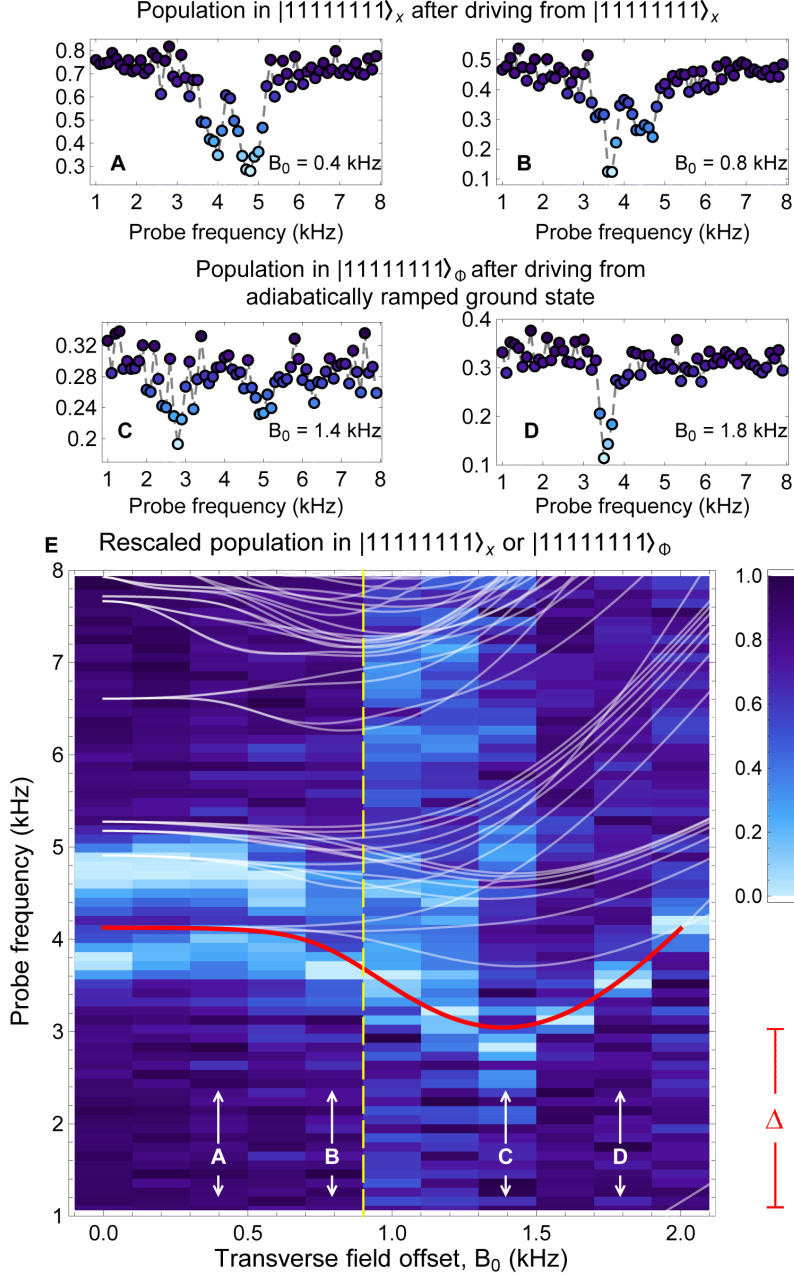 Population in |11111111⟩x after driving from |11111111⟩x
0.8
0.7
0.6
0.5
0.4
0.3
A
B0 = 0.4 kHz
1 2 3 4 5 6 7 8
Probe frequency (kHz)
0.5
0.4
0.3
0.2
0.1
B
B0 = 0.8 kHz
1 2 3 4 5 6 7 8
Probe frequency (kHz)
Population in |11111111⟩Φ after driving from
adiabatically ramped ground state
0.32
0.28
0.24
0.2
C
B0 = 1.4 kHz
1 2 3 4 5 6 7 8
Probe frequency (kHz)
0.4
0.3
0.2
0.1
D
B0 = 1.8 kHz
1 2 3 4 5 6 7 8
Probe frequency (kHz)
E Rescaled population in |11111111⟩x or |11111111⟩Φ
8
7
6
5
4
3
2
1
Probe frequency (kHz)
A B C D
0.0 0.5 1.0 1.5 2.0
Transverse field offset, B0 (kHz)
1.0
0.8
0.6
0.4
0.2
0.0
Δ